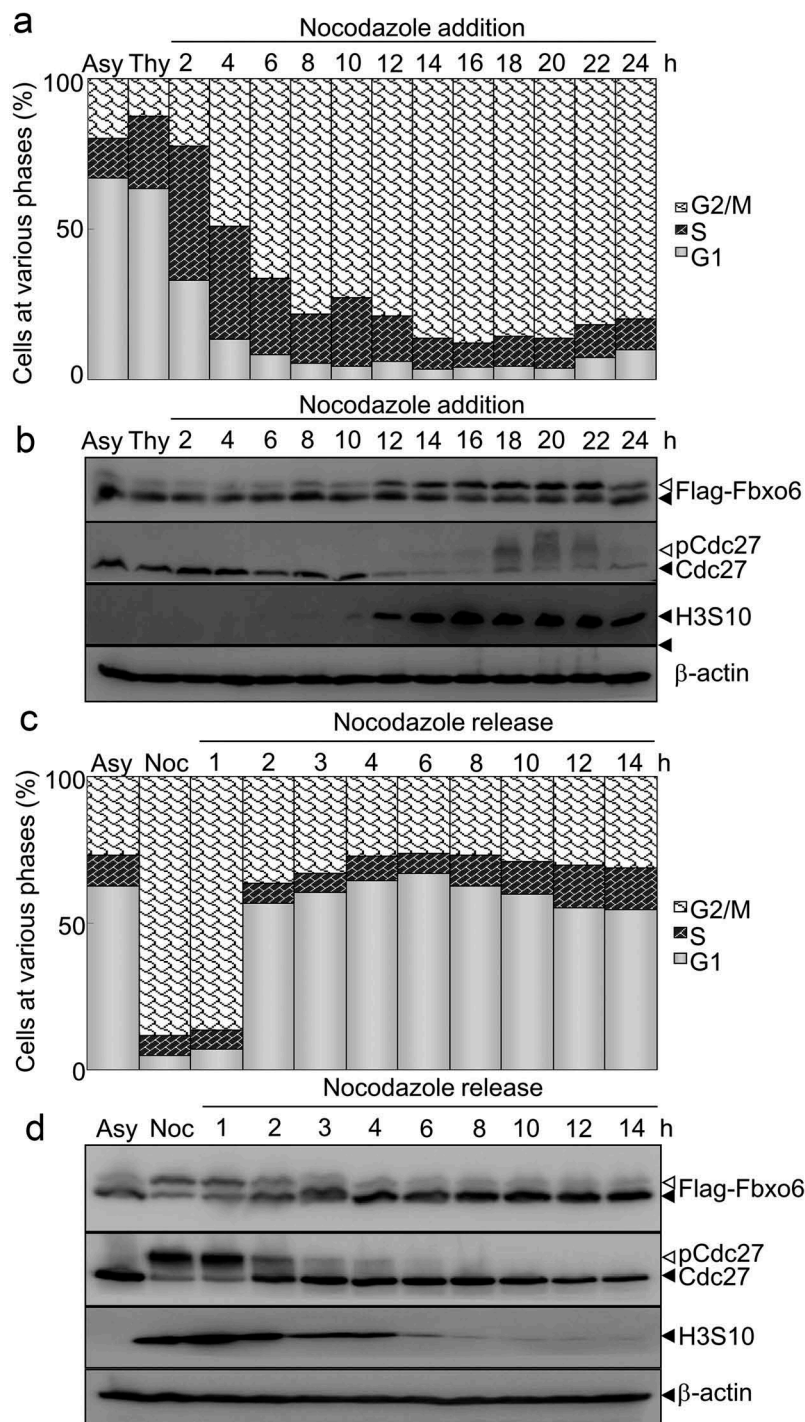 a
Nocodazole addition
Asy Thy 2 4 6 8 10 12 14 16 18 20 22 24 h
Cells at various phases (%)
100
50
0
G2/M
S
G1
Nocodazole addition
b
Asy Thy 2 4 6 8 10 12 14 16 18 20 22 24 h
Flag-Fbxo6
pCdc27
Cdc27
H3S10
β-actin
c
Nocodazole release
Asy Noc 1 2 3 4 6 8 10 12 14 h
Cells at various phases (%)
100
50
0
G2/M
S
G1
Nocodazole release
d
Asy Noc 1 2 3 4 6 8 10 12 14 h
Flag-Fbxo6
pCdc27
Cdc27
H3S10
β-actin